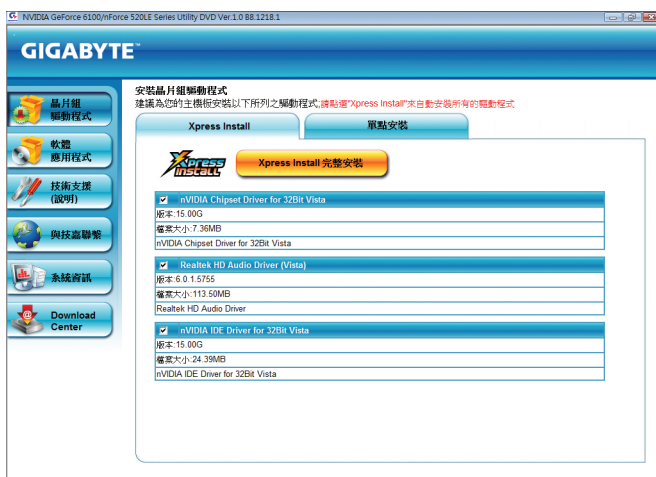 NVIDIA GeForce 6100/nForce 520LE Series Utility DVD Ver.1.0 B8.1218.1
GIGABYTE™
安裝晶片組驅動程式
建議為您的主機板安裝以下所列之驅動程式;請點選"Xpress Install"來自動安裝所有的驅動程式
晶片組
驅動程式
軟體
應用程式
技術支援
(說明)
與技嘉聯繫
系統資訊
Download
Center
Xpress Install
單點安裝
Xpress
INSTALL
Xpress Install 完整安裝
nVIDIA Chipset Driver for 32Bit Vista
版本:15.00G
檔案大小:7.36MB
nVIDIA Chipset Driver for 32Bit Vista
Realtek HD Audio Driver (Vista)
版本:6.0.1.5755
檔案大小:113.50MB
Realtek HD Audio Driver
nVIDIA IDE Driver for 32Bit Vista
版本:15.00G
檔案大小:24.39MB
nVIDIA IDE Driver for 32Bit Vista